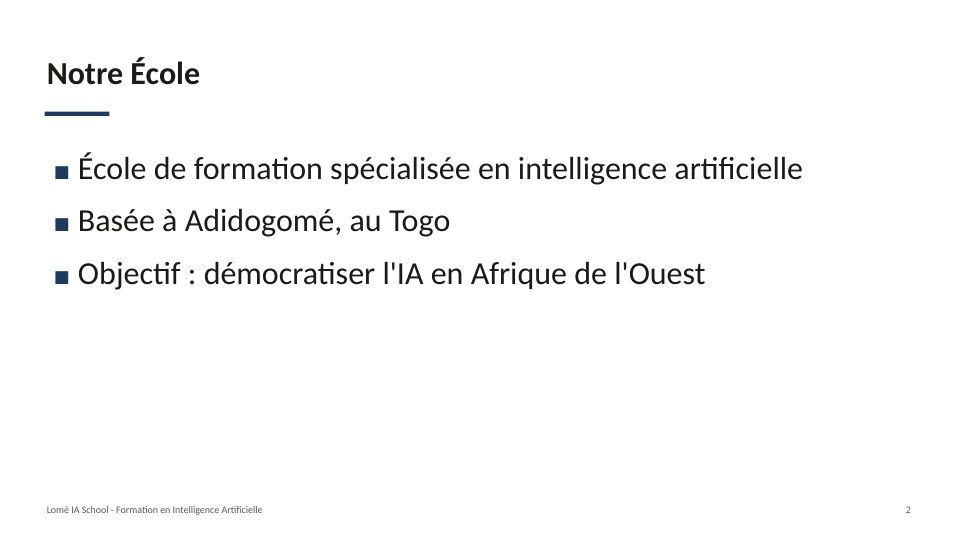 Notre École
▪ École de formation spécialisée en intelligence artificielle
▪ Basée à Adidogomé, au Togo
▪ Objectif : démocratiser l'IA en Afrique de l'Ouest
Lomé IA School - Formation en Intelligence Artificielle
2